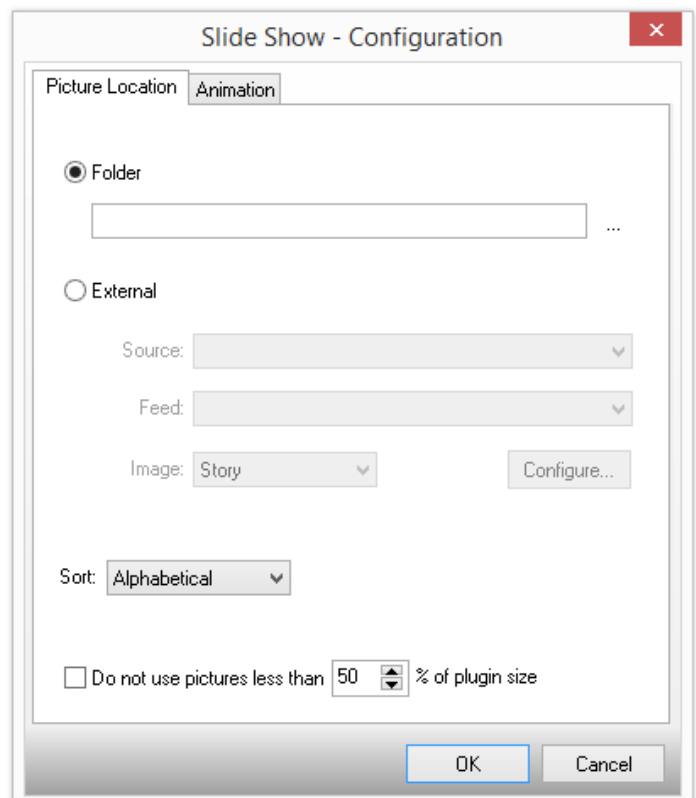 Slide Show - Configuration
Picture Location Animation
Folder
...
External
Source:
Feed:
Image: Story Configure...
Sort: Alphabetical
Do not use pictures less than 50 % of plugin size
OK Cancel